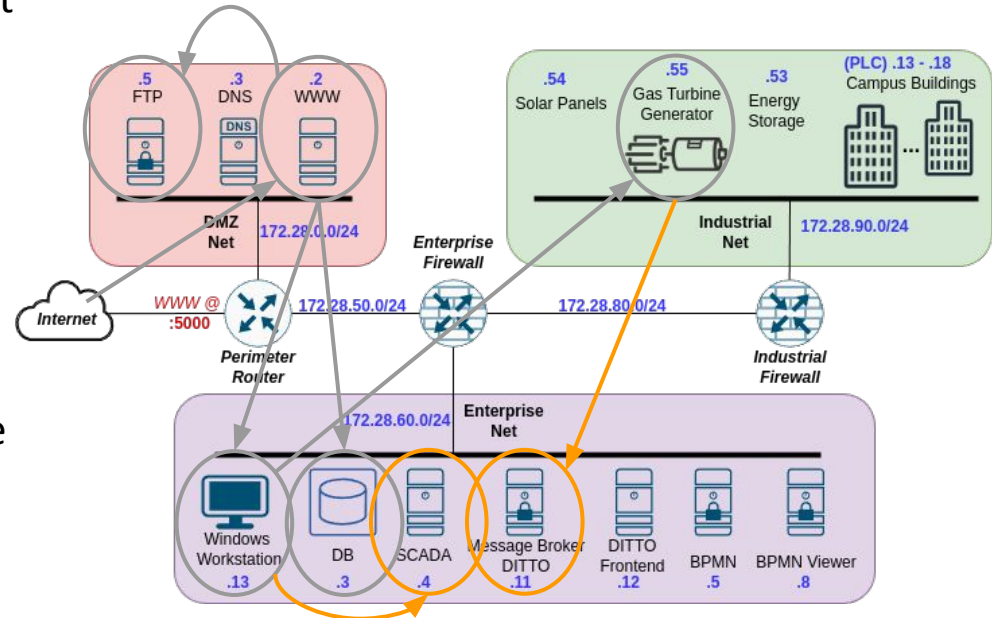 t
.5
FTP
.3
DNS
.2
WWW
DNS
DMZ
Net
172.28.0.0/24
.54
Solar Panels
.55
Gas Turbine
Generator
.53
Energy
Storage
(PLC) .13 - .18
Campus Buildings
...
Industrial
Net
172.28.90.0/24
Internet
WWW @
:5000
Perimeter
Router
172.28.50.0/24
Enterprise
Firewall
172.28.80.0/24
Industrial
Firewall
e
172.28.60.0/24
Enterprise
Net
Windows
Workstation
.13
DB
.3
SCADA
.4
Message Broker
DITTO
.11
DITTO
Frontend
.12
BPMN
.5
BPMN Viewer
.8